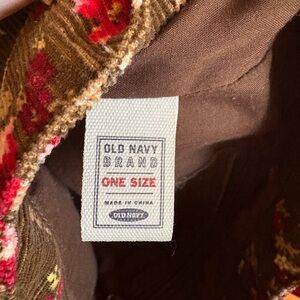 OLD NAVY
BRAND
ONE SIZE
MADE IN CHINA
OLD NAVY